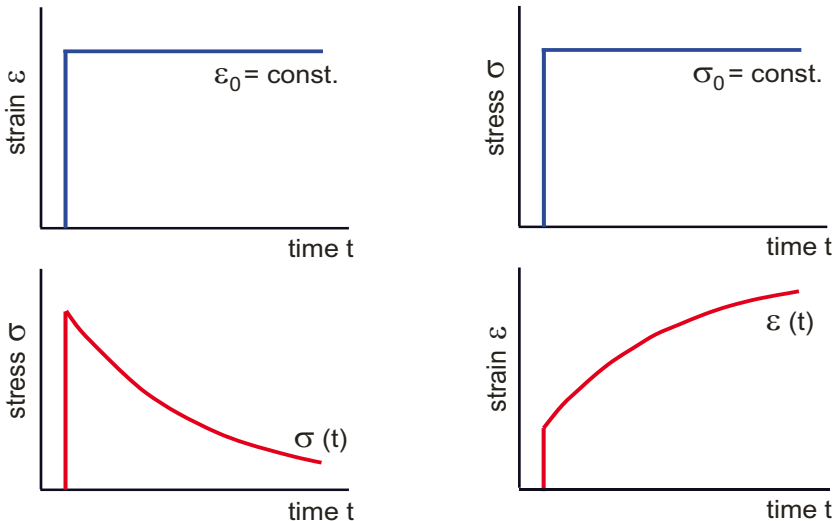 strain ε
ε₀ = const.
time t
stress σ
σ₀ = const.
time t
stress σ
σ (t)
time t
strain ε
ε (t)
time t